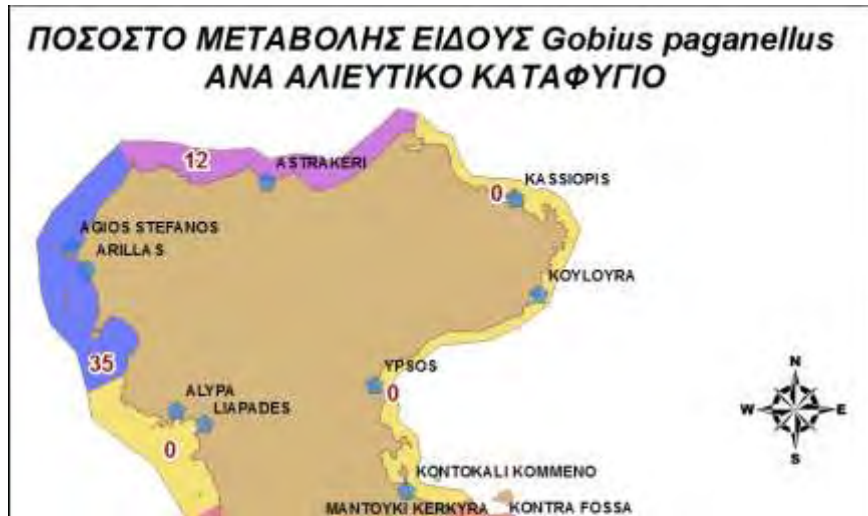 ΠΟΣΟΣΤΟ ΜΕΤΑΒΟΛΗΣ ΕΙΔΟΥΣ Gobius paganellus
ΑΝΑ ΑΛΙΕΥΤΙΚΟ ΚΑΤΑΦΥΓΙΟ
12
ASTRAKERI
KASSIOPIS
0
AGIOS STEFANOS
ARILLAS
KOYLOYRA
35
YPSOS
0
ALYPA
LIAPADES
0
N
W
E
S
KONTOKALI KOMMENO
MANTOYKI KERKYRA
KONTRA FOSSA